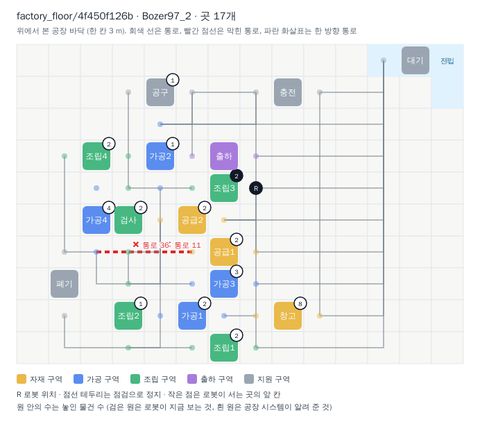 factory_floor/4f450f126b · Bozer97_2 · 곳 17개
위에서 본 공장 바닥 (한 칸 3 m). 회색 선은 통로, 빨간 점선은 막힌 통로, 파란 화살표는 한 방향 통로
대기
전립
공구 1
충전
조립4 2
가공2 1
출하
조립3 2
R
가공4 4
검사 2
공급2 2
✕ 통로 11
공급1 2
폐기
가공3 3
조립2 1
가공1 2
창고 8
조립1 2
자재 구역
가공 구역
조립 구역
출하 구역
지원 구역
R 로봇 위치 · 점선 테두리는 점검으로 정지 · 작은 점은 로봇이 서는 곳의 앞 칸
원 안의 수는 놓인 물건 수 (검은 원은 로봇이 지금 보는 것, 흰 원은 공장 시스템이 알려 준 것)